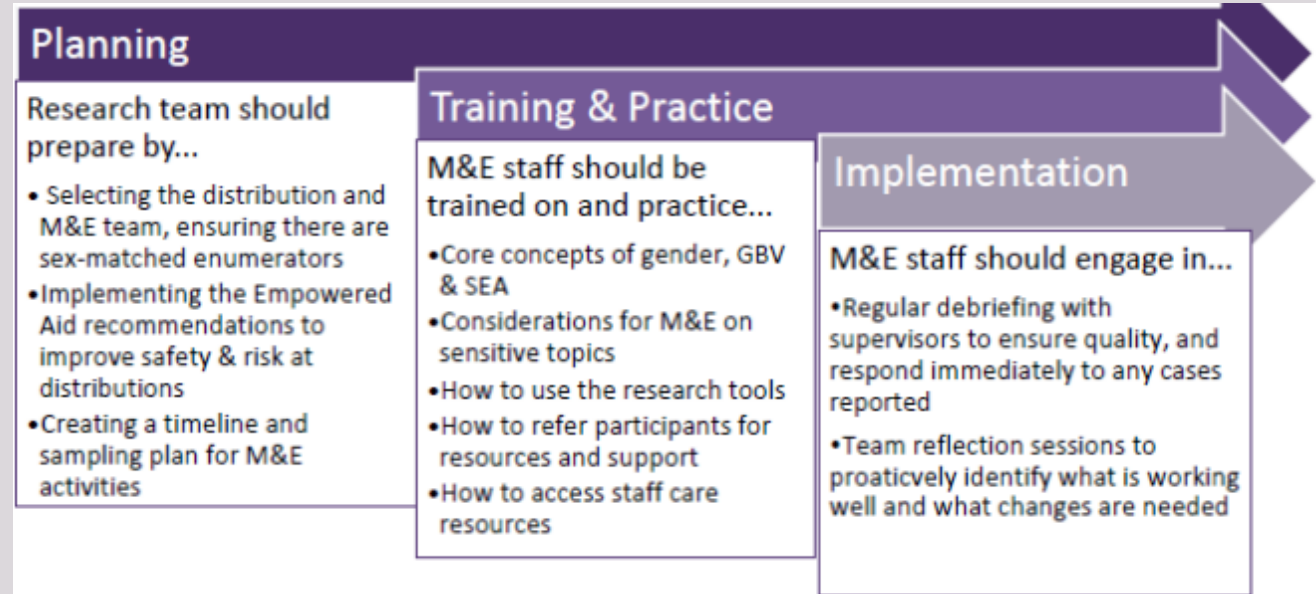 Planning
Research team should
prepare by...
• Selecting the distribution and
M&E team, ensuring there are
sex-matched enumerators
•Implementing the Empowered
Aid recommendations to
improve safety & risk at
distributions
•Creating a timeline and
sampling plan for M&E
activities
Training & Practice
M&E staff should be
trained on and practice...
•Core concepts of gender, GBV
& SEA
•Considerations for M&E on
sensitive topics
•How to use the research tools
•How to refer participants for
resources and support
•How to access staff care
resources
Implementation
M&E staff should engage in...
•Regular debriefing with
supervisors to ensure quality, and
respond immediately to any cases
reported
•Team reflection sessions to
proaticvely identify what is working
well and what changes are needed